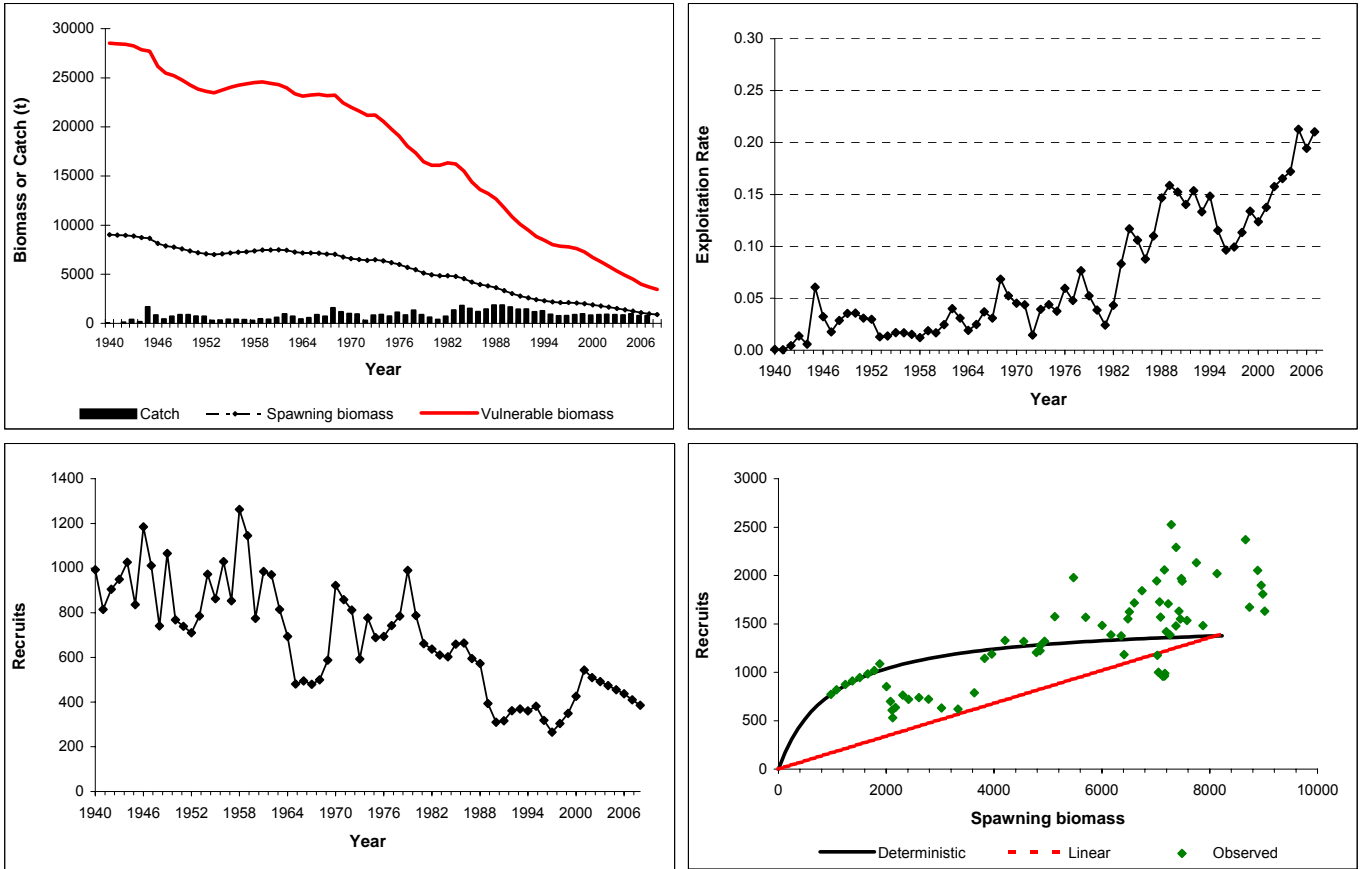 30000
25000
20000
15000
10000
5000
0
Biomass or Catch (t)
1940 1946 1952 1958 1964 1970 1976 1982 1988 1994 2000 2006
Year
Catch Spawning biomass Vulnerable biomass
0.30
0.25
0.20
0.15
0.10
0.05
0.00
Exploitation Rate
1940 1946 1952 1958 1964 1970 1976 1982 1988 1994 2000 2006
Year
1400
1200
1000
800
600
400
200
0
Recruits
1940 1946 1952 1958 1964 1970 1976 1982 1988 1994 2000 2006
Year
3000
2500
2000
1500
1000
500
0
Recruits
0 2000 4000 6000 8000 10000
Spawning biomass
Deterministic Linear Observed